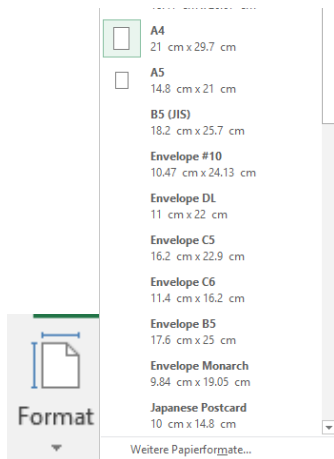 A4
21 cm x 29.7 cm
A5
14.8 cm x 21 cm
B5 (JIS)
18.2 cm x 25.7 cm
Envelope #10
10.47 cm x 24.13 cm
Envelope DL
11 cm x 22 cm
Envelope C5
16.2 cm x 22.9 cm
Envelope C6
11.4 cm x 16.2 cm
Envelope B5
17.6 cm x 25 cm
Envelope Monarch
9.84 cm x 19.05 cm
Japanese Postcard
10 cm x 14.8 cm
Weitere Papierformate...
Format